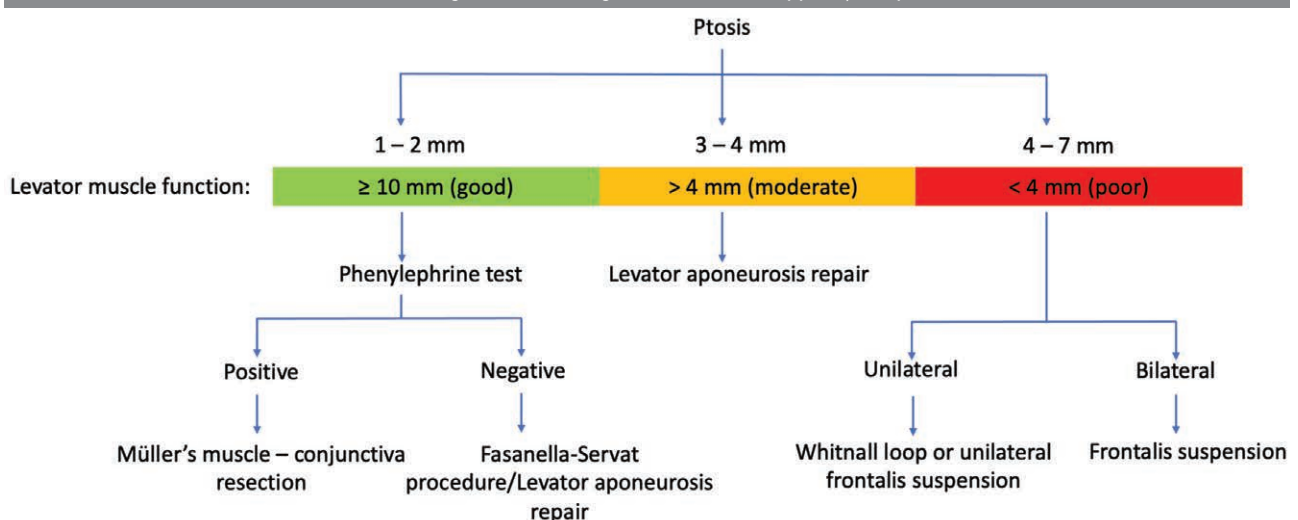 Ptosis
1 – 2 mm
3 – 4 mm
4 – 7 mm
Levator muscle function:
≥ 10 mm (good)
> 4 mm (moderate)
< 4 mm (poor)
Phenylephrine test
Levator aponeurosis repair
Positive
Negative
Unilateral
Bilateral
Müller’s muscle – conjunctiva
resection
Fasanella-Servat
procedure/Levator aponeurosis
repair
Whitnall loop or unilateral
frontalis suspension
Frontalis suspension